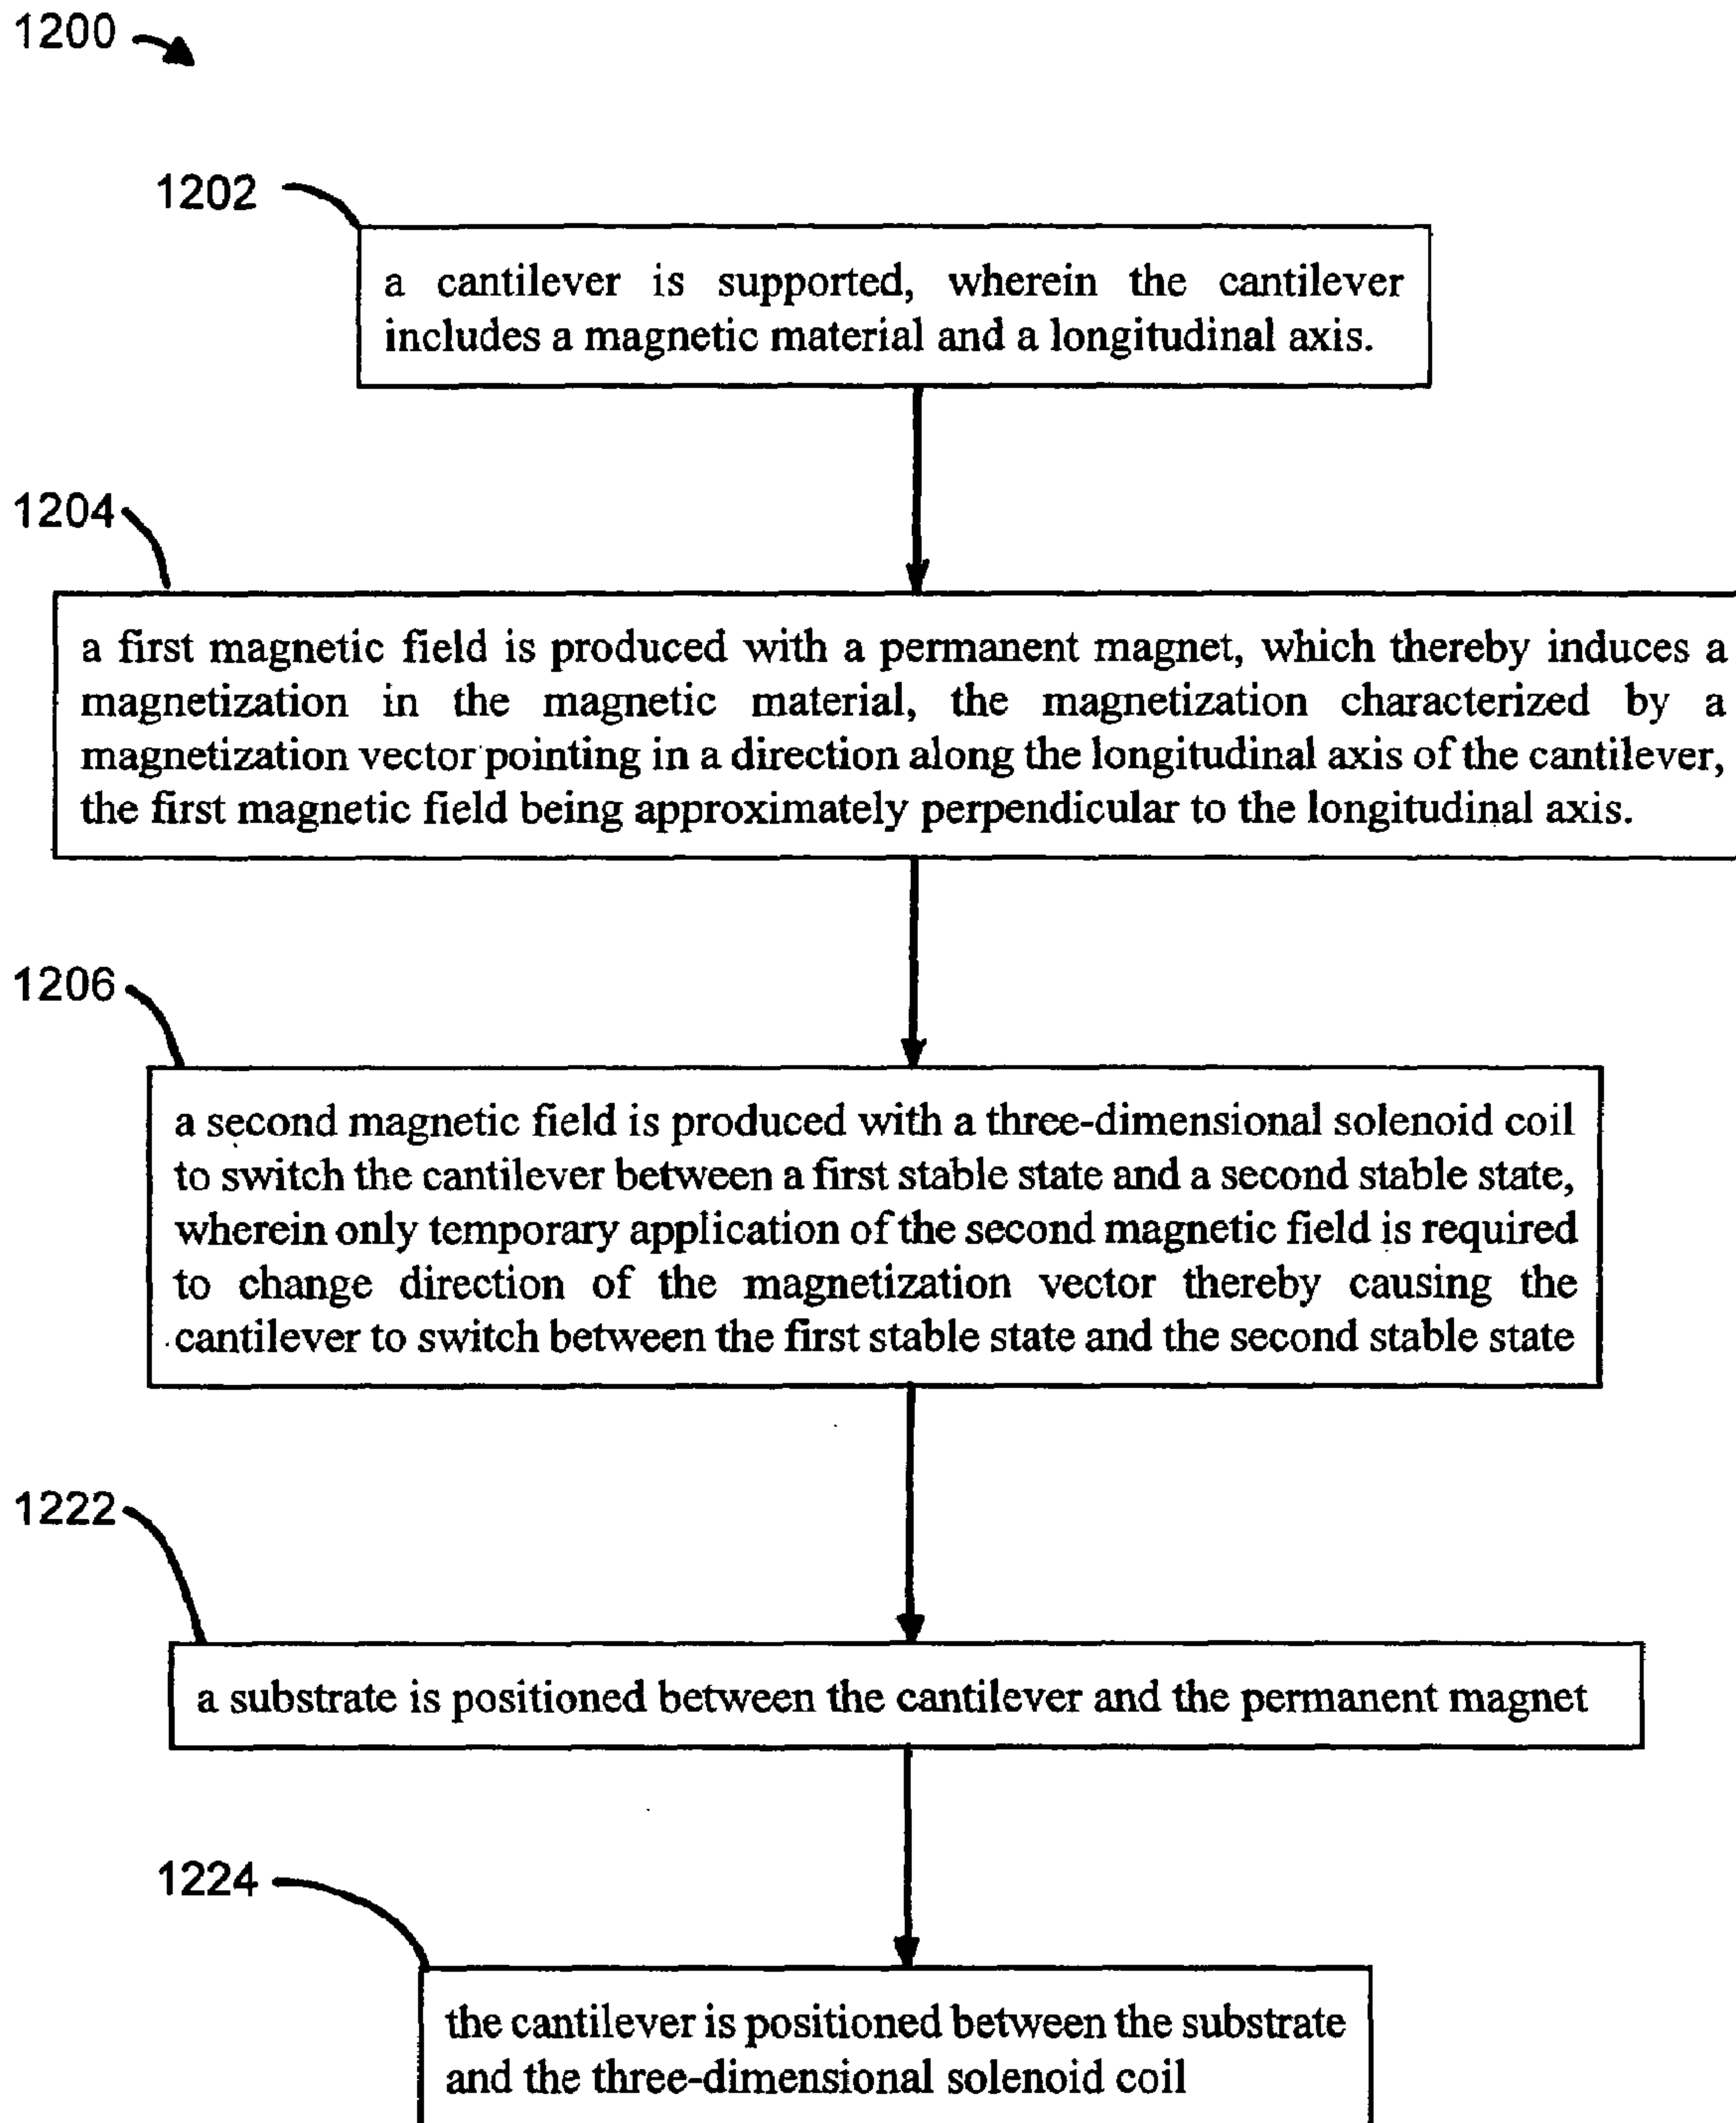 1200
1202
a cantilever is supported, wherein the cantilever
includes a magnetic material and a longitudinal axis.
1204
a first magnetic field is produced with a permanent magnet, which thereby induces a
magnetization in the magnetic material, the magnetization characterized by a
magnetization vector pointing in a direction along the longitudinal axis of the cantilever,
the first magnetic field being approximately perpendicular to the longitudinal axis.
1206
a second magnetic field is produced with a three-dimensional solenoid coil
to switch the cantilever between a first stable state and a second stable state,
wherein only temporary application of the second magnetic field is required
to change direction of the magnetization vector thereby causing the
cantilever to switch between the first stable state and the second stable state
1222
a substrate is positioned between the cantilever and the permanent magnet
1224
the cantilever is positioned between the substrate
and the three-dimensional solenoid coil